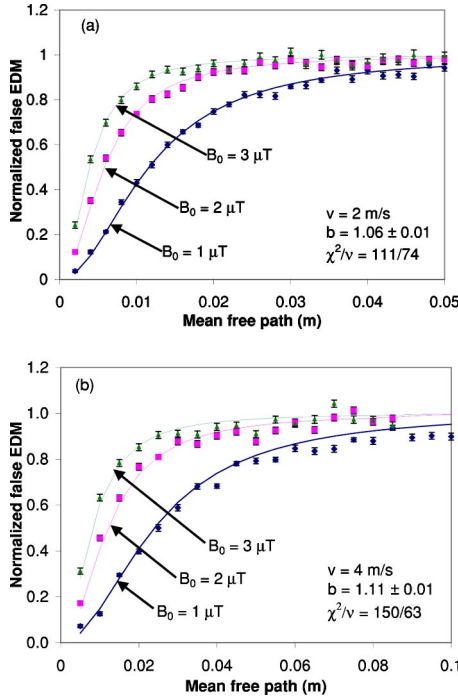 (a)
1.2
1
0.8
0.6
0.4
0.2
0
Normalized false EDM
B₀ = 3 μT
B₀ = 2 μT
B₀ = 1 μT
v = 2 m/s
b = 1.06 ± 0.01
χ²/ν = 111/74
0.00 0.01 0.02 0.03 0.04 0.05
Mean free path (m)
(b)
1.2
1.0
0.8
0.6
0.4
0.2
0.0
Normalized false EDM
B₀ = 3 μT
B₀ = 2 μT
B₀ = 1 μT
v = 4 m/s
b = 1.11 ± 0.01
χ²/ν = 150/63
0.00 0.02 0.04 0.06 0.08 0.1
Mean free path (m)